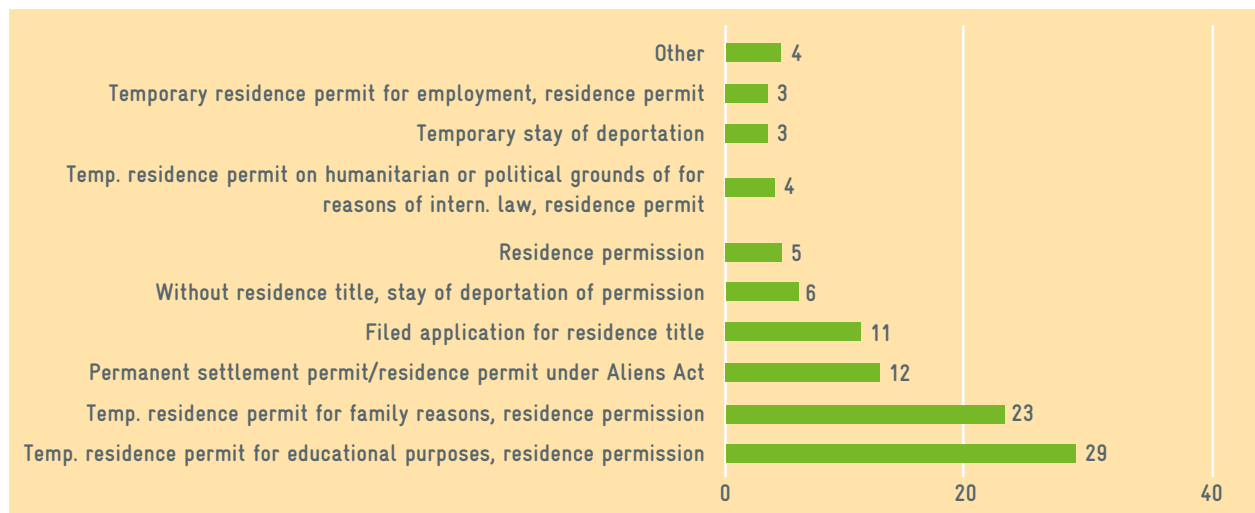 Other 4
Temporary residence permit for employment, residence permit 3
Temporary stay of deportation 3
Temp. residence permit on humanitarian or political grounds of for
reasons of intern. law, residence permit 4
Residence permission 5
Without residence title, stay of deportation of permission 6
Filed application for residence title 11
Permanent settlement permit/residence permit under Aliens Act 12
Temp. residence permit for family reasons, residence permission 23
Temp. residence permit for educational purposes, residence permission 29
0 20 40